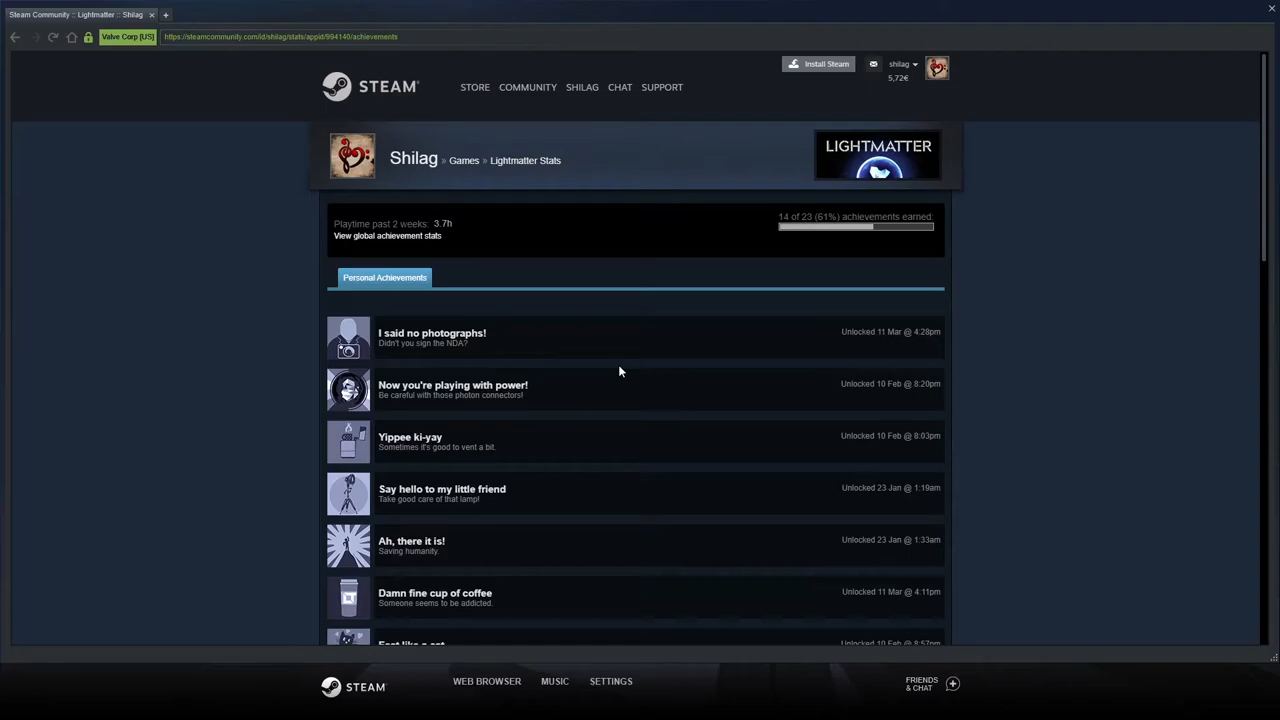 Steam Community :: Lightmatter :: Shilag
Valve Corp [US]
https://steamcommunity.com/id/shilag/stats/appid/994140/achievements
Install Steam
shilag
5,72€
STEAM
STORE
COMMUNITY
SHILAG
CHAT
SUPPORT
Shilag » Games » Lightmatter Stats
LIGHTMATTER
Playtime past 2 weeks: 3.7h
View global achievement stats
14 of 23 (61%) achievements earned:
Personal Achievements
I said no photographs!
Didn't you sign the NDA?
Unlocked 11 Mar @ 4:28pm
Now you're playing with power!
Be careful with those photon connectors!
Unlocked 10 Feb @ 8:20pm
Yippee ki-yay
Sometimes it's good to vent a bit.
Unlocked 10 Feb @ 8:03pm
Say hello to my little friend
Take good care of that lamp!
Unlocked 23 Jan @ 1:19am
Ah, there it is!
Saving humanity.
Unlocked 23 Jan @ 1:33am
Damn fine cup of coffee
Someone seems to be addicted.
Unlocked 11 Mar @ 4:11pm
Unlocked 10 Feb @ 8:57pm
STEAM
WEB BROWSER
MUSIC
SETTINGS
FRIENDS
& CHAT